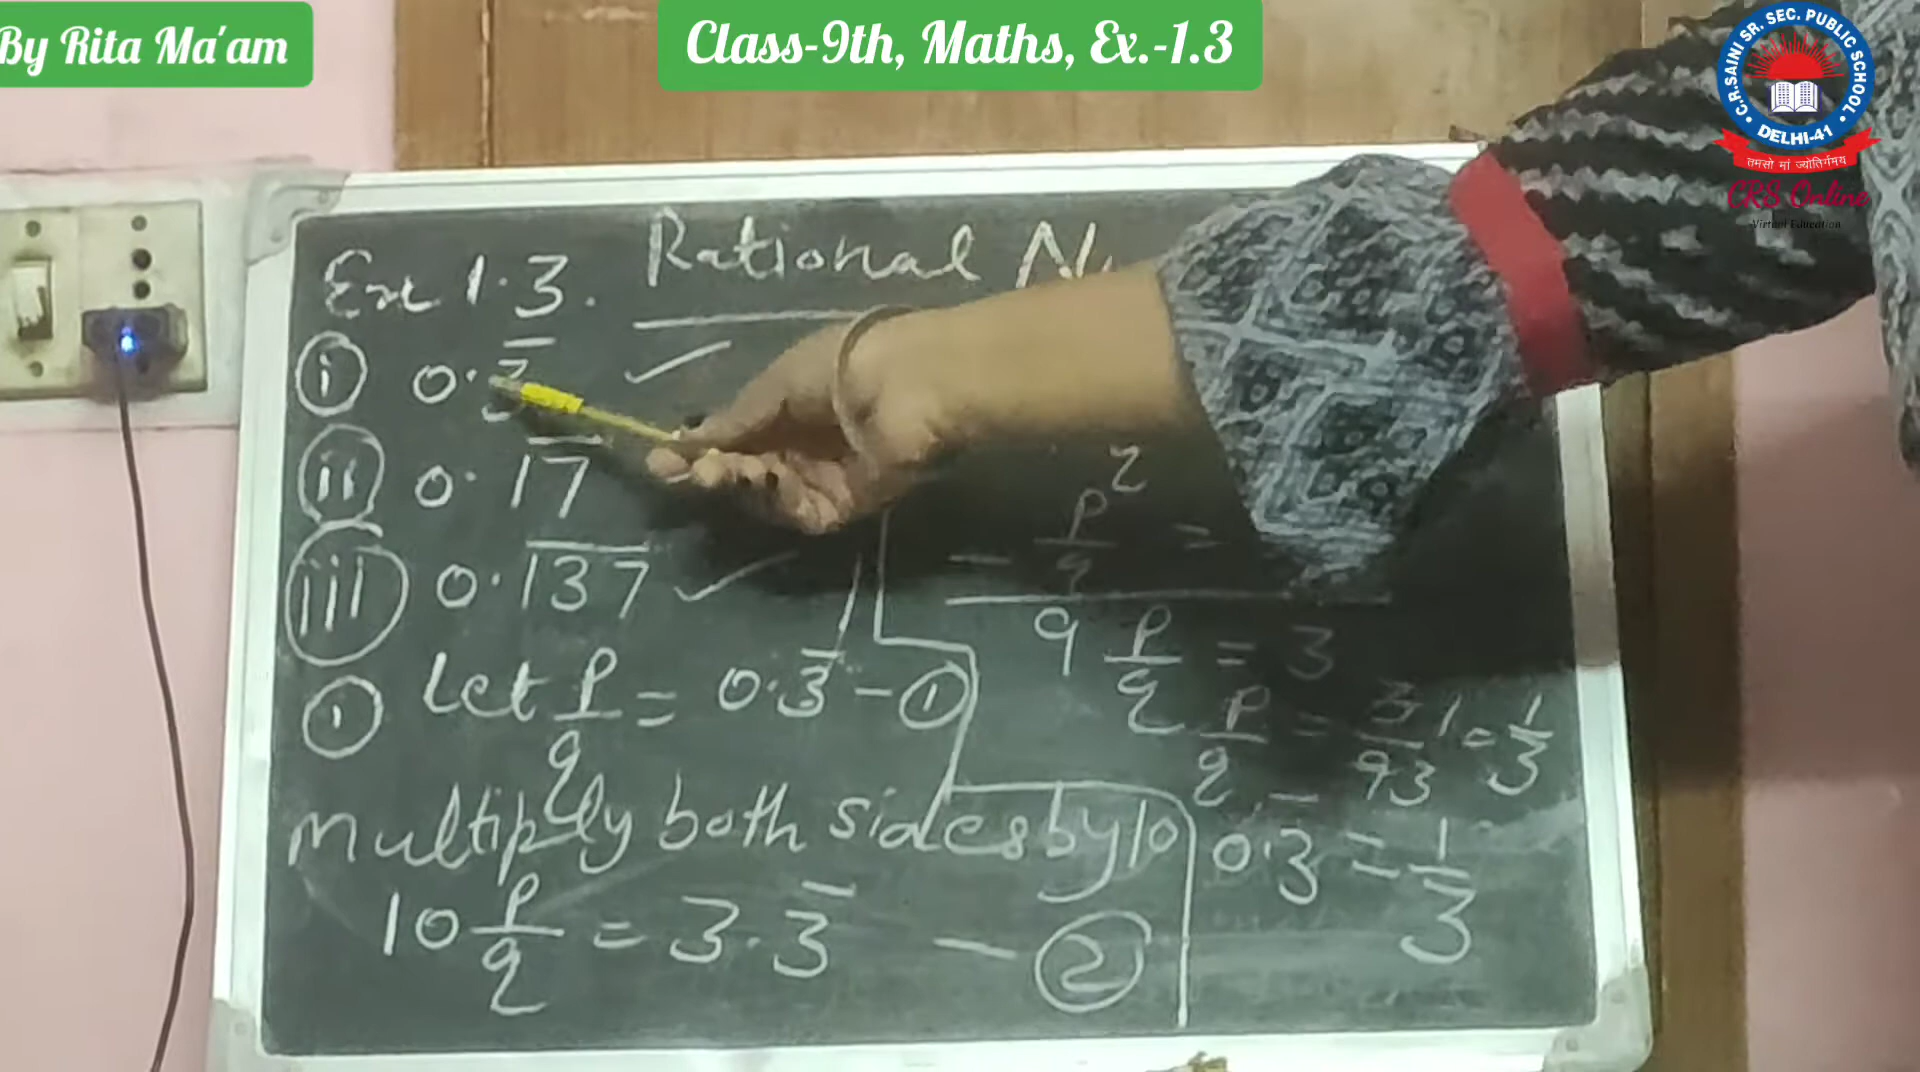 By Rita Ma'am
Class-9th, Maths, Ex.-1.3
C.R.SAINI SR. SEC. PUBLIC SCHOOL
• DELHI-41 •
तमसो मां ज्योतिर्गमय
CRS Online
Virtual Education
Ex 1.3. Rational
(i) 0.3̅ ✓
(ii) 0.1̅7̅
(iii) 0.1̅3̅7̅ ✓
(i) Let p/q = 0.3̅ – (1)
Multiply both sides by 10
10 p/q = 3.3̅ – (2)
– p/q =
9 p/q = 3
p/q = 3/9 1/3 = 1/3
0.3̅ = 1/3